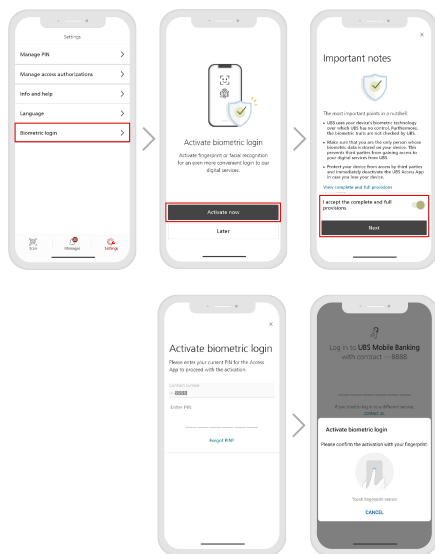 Settings
Manage PIN
Manage access authorizations
Info and help
Language
Biometric login
Scan
Messages
Settings
Activate biometric login
Activate fingerprint or facial recognition
for an even more convenient login to our
digital services.
Activate now
Later
Important notes
The most important points in a nutshell:
• UBS uses your device's biometric technology
over which UBS has no control. Furthermore,
the biometric traits are not checked by UBS.
• Make sure that you are the only person whose
biometric data is stored on your device. This
prevents third parties from gaining access to
your digital services from UBS.
• Protect your device from access by third parties
and immediately deactivate the UBS Access App
in case you lose your device.
View complete and full provisions
I accept the complete and full
provisions.
Next
Activate biometric login
Please enter your current PIN for the Access
App to proceed with the activation.
Contract number
8888
Enter PIN:
Forgot PIN?
Log in to UBS Mobile Banking
with contract ···8888
contact us
Activate biometric login
Please confirm the activation with your fingerprint.
Touch fingerprint sensor
CANCEL